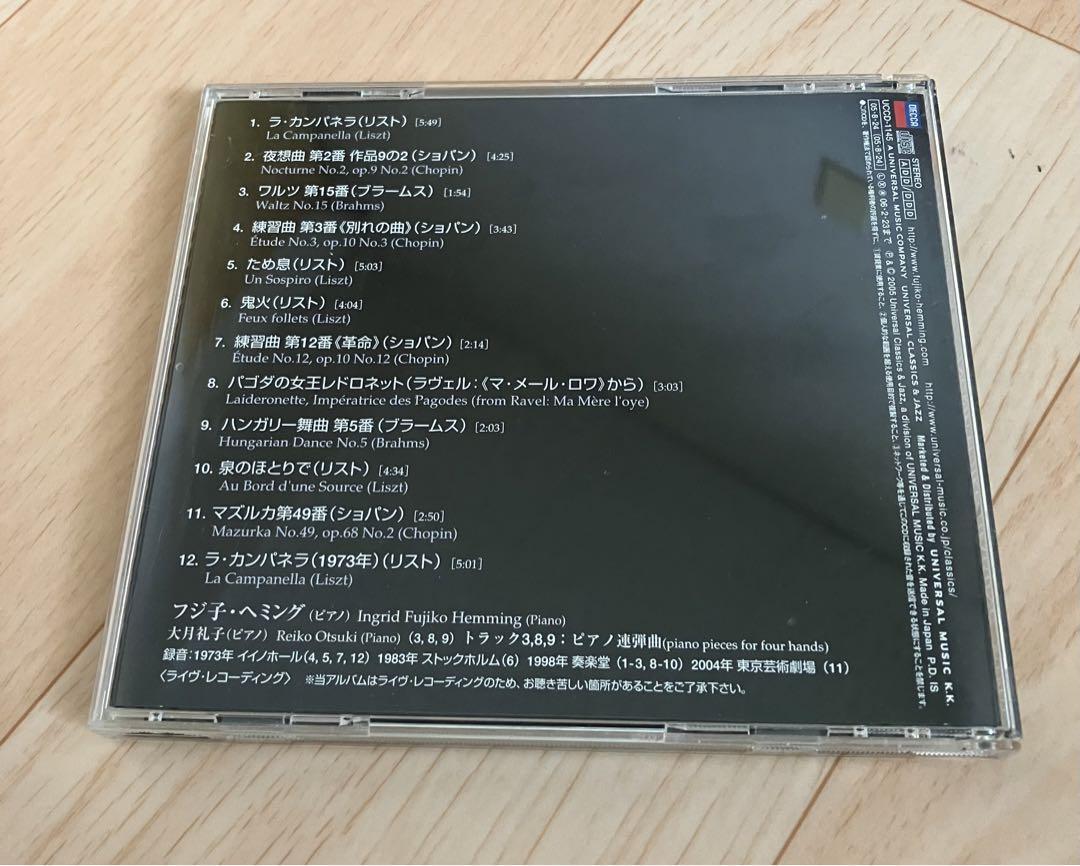 1. ラ・カンパネラ(リスト) [5:49]
La Campanella (Liszt)
2. 夜想曲 第2番 作品9の2(ショパン) [4:25]
Nocturne No.2, op.9 No.2 (Chopin)
3. ワルツ 第15番(ブラームス) [1:54]
Waltz No.15 (Brahms)
4. 練習曲 第3番《別れの曲》(ショパン) [3:43]
Étude No.3, op.10 No.3 (Chopin)
5. ため息(リスト) [5:03]
Un Sospiro (Liszt)
6. 鬼火(リスト) [4:04]
Feux follets (Liszt)
7. 練習曲 第12番《革命》(ショパン) [2:14]
Étude No.12, op.10 No.12 (Chopin)
8. パゴダの女王レドロネット(ラヴェル:《マ・メール・ロワ》から) [3:03]
Laideronette, Impératrice des Pagodes (from Ravel: Ma Mère l'oye)
9. ハンガリー舞曲 第5番(ブラームス) [2:03]
Hungarian Dance No.5 (Brahms)
10. 泉のほとりで(リスト) [4:34]
Au Bord d'une Source (Liszt)
11. マズルカ第49番(ショパン) [2:50]
Mazurka No.49, op.68 No.2 (Chopin)
12. ラ・カンパネラ(1973年)(リスト) [5:01]
La Campanella (Liszt)
フジ子・ヘミング(ピアノ) Ingrid Fujiko Hemming (Piano)
大月礼子(ピアノ) Reiko Otsuki (Piano) (3, 8, 9) トラック3,8,9:ピアノ連弾曲(piano pieces for four hands)
録音:1973年 イイノホール(4, 5, 7, 12) 1983年 ストックホルム(6) 1998年 奏楽堂(1-3, 8-10) 2004年 東京芸術劇場(11)
〈ライヴ・レコーディング〉 ※当アルバムはライヴ・レコーディングのため、お聴き苦しい箇所があることをご了承下さい。
DECCA
STEREO ADD/DDD http://www.fujiko-hemming.com http://www.universal-music.co.jp/classics/
UCCD-1145 A UNIVERSAL MUSIC COMPANY UNIVERSAL CLASSICS & JAZZ Marketed & Distributed by UNIVERSAL MUSIC K.K.
05-8-24 (05・8・24) 06・2・23まで ℗ & © 2005 Universal Classics & Jazz, a division of UNIVERSAL MUSIC K.K. Made in Japan P.D. IS